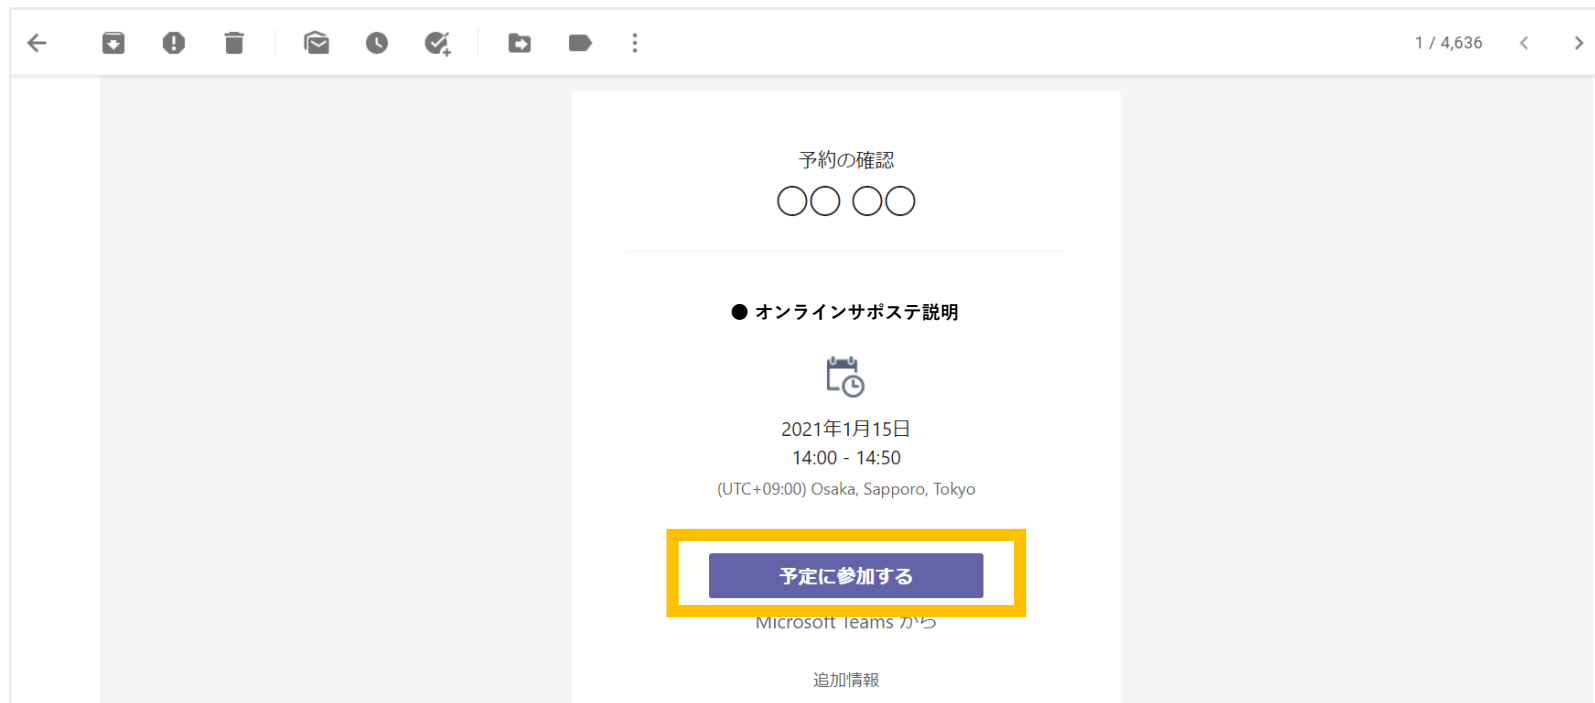 1 / 4,636
予約の確認
◯◯ ◯◯
● オンラインサポステ説明
2021年1月15日
14:00 - 14:50
(UTC+09:00) Osaka, Sapporo, Tokyo
予定に参加する
Microsoft Teams から
追加情報